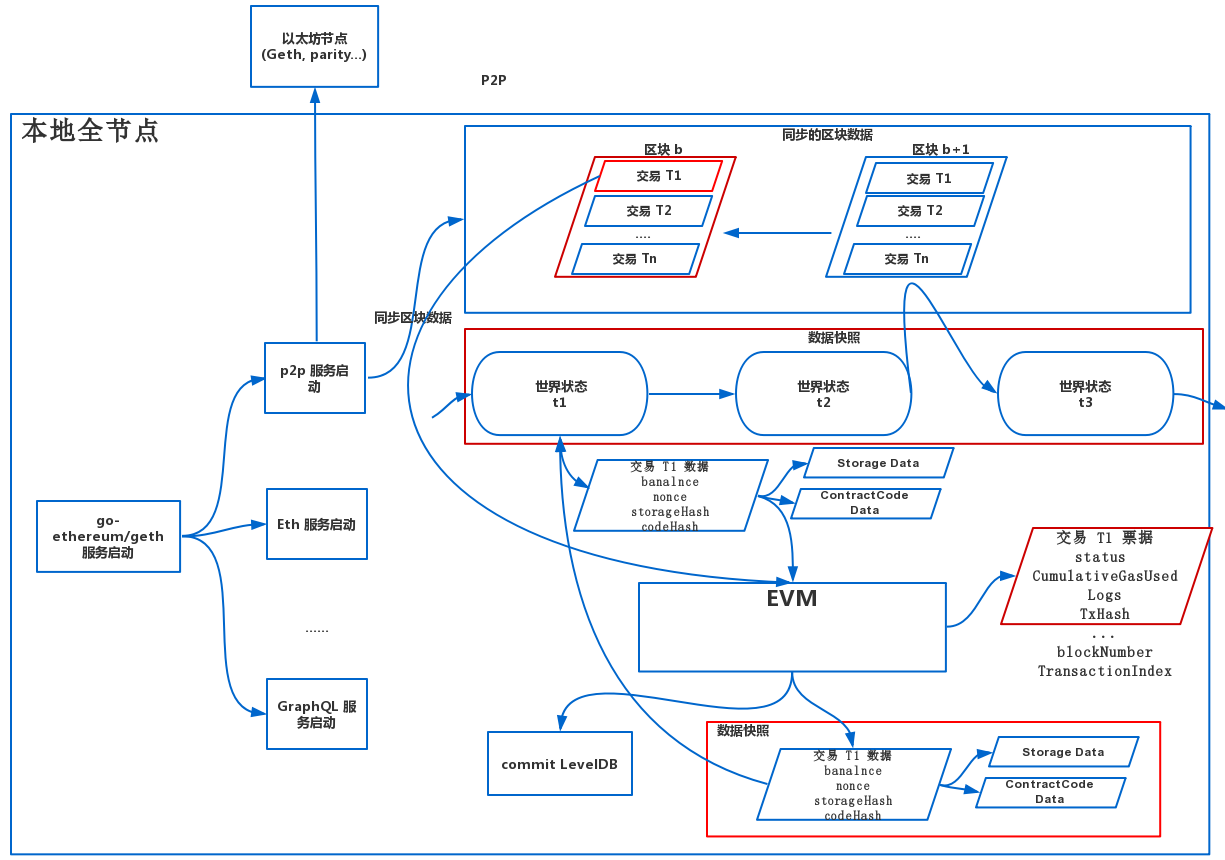 以太坊节点
(Geth, parity...)
P2P
本地全节点
同步的区块数据
区块 b
交易 T1
交易 T2
....
交易 Tn
区块 b+1
交易 T1
交易 T2
....
交易 Tn
同步区块数据
数据快照
世界状态
t1
世界状态
t2
世界状态
t3
p2p 服务启
动
go-
ethereum/geth
服务启动
Eth 服务启动
......
GraphQL 服
务启动
交易 T1 数据
banalnce
nonce
storageHash
codeHash
Storage Data
ContractCode
Data
EVM
交易 T1 票据
status
CumulativeGasUsed
Logs
TxHash
...
blockNumber
TransactionIndex
commit LevelDB
数据快照
交易 T1 数据
banalnce
nonce
storageHash
codeHash
Storage Data
ContractCode
Data